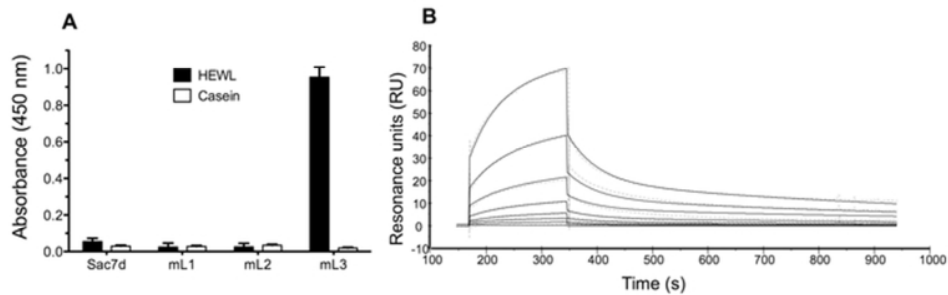 A
Absorbance (450 nm)
1.0
0.8
0.6
0.4
0.2
0.0
HEWL
Casein
Sac7d mL1 mL2 mL3
B
Resonance units (RU)
80
70
60
50
40
30
20
10
0
-10
100 200 300 400 500 600 700 800 900 1000
Time (s)